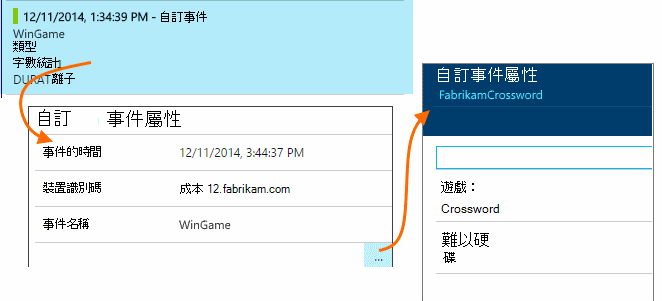 12/11/2014, 1:34:39 PM - 自訂事件
WinGame
類型
字數統計
DURAT離子
自訂 事件屬性
事件的時間 12/11/2014, 3:44:37 PM
裝置識別碼 成本 12.fabrikam.com
事件名稱 WinGame
...
自訂事件屬性
FabrikamCrossword
遊戲：
Crossword
難以硬
碟